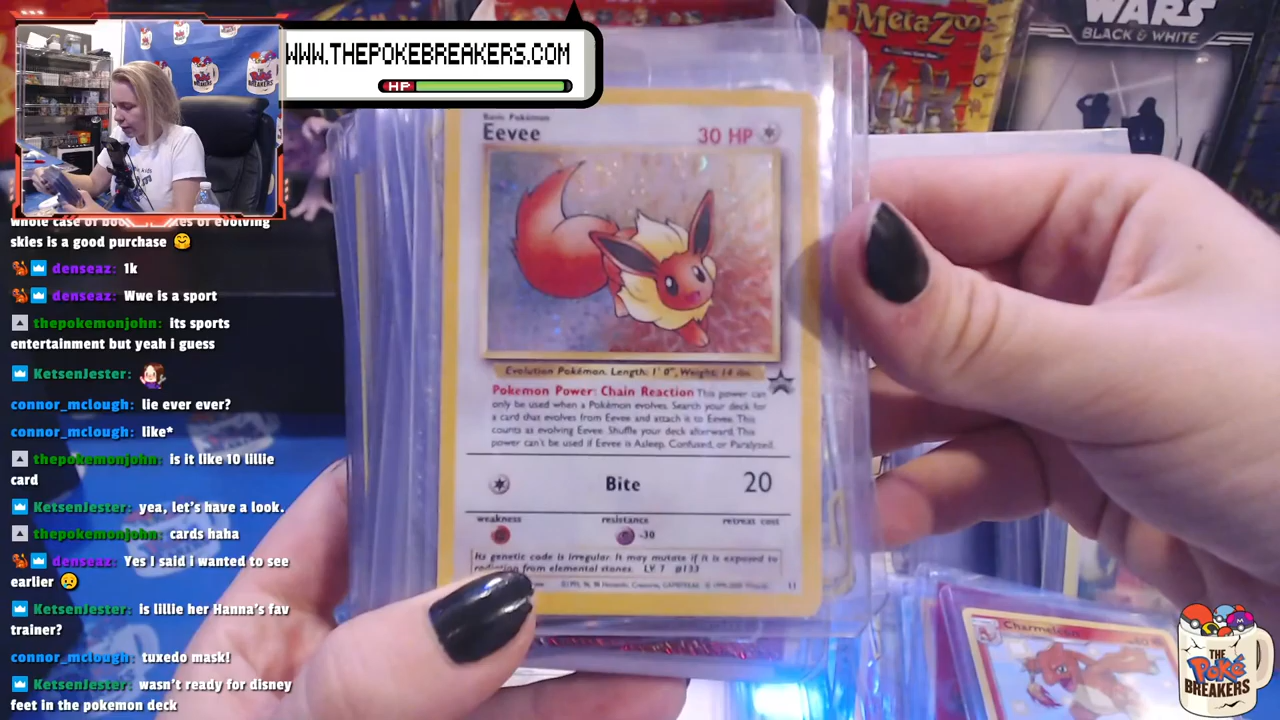 WWW.THEPOKEBREAKERS.COM
HP
MetaZoo
WARS
BLACK & WHITE
whole case of
skies is a good purchase 🤗
denseaz: 1k
denseaz: Wwe is a sport
thepokemonjohn: its sports
entertainment but yeah i guess
KetsenJester:
connor_mclough: lie ever ever?
connor_mclough: like*
thepokemonjohn: is it like 10 lillie
card
KetsenJester: yea, let's have a look.
thepokemonjohn: cards haha
denseaz: Yes I said i wanted to see
earlier 😢
KetsenJester: is lillie her Hanna's fav
trainer?
connor_mclough: tuxedo mask!
KetsenJester: wasn't ready for disney
feet in the pokemon deck
Basic Pokémon
Eevee
30 HP
Evolution Pokémon. Length: 1' 0", Weight: 14 lbs.
Pokemon Power: Chain Reaction This power can
only be used when a Pokémon evolves. Search your deck for
a card that evolves from Eevee and attach it to Eevee. This
counts as evolving Eevee. Shuffle your deck afterward. This
power can't be used if Eevee is Asleep, Confused, or Paralyzed.
Bite 20
weakness resistance retreat cost
-30
Its genetic code is irregular. It may mutate if it is exposed to
radiation from elemental stones. LV. 7 #133
11
Charmeleon
THE
Poké
BREAKERS